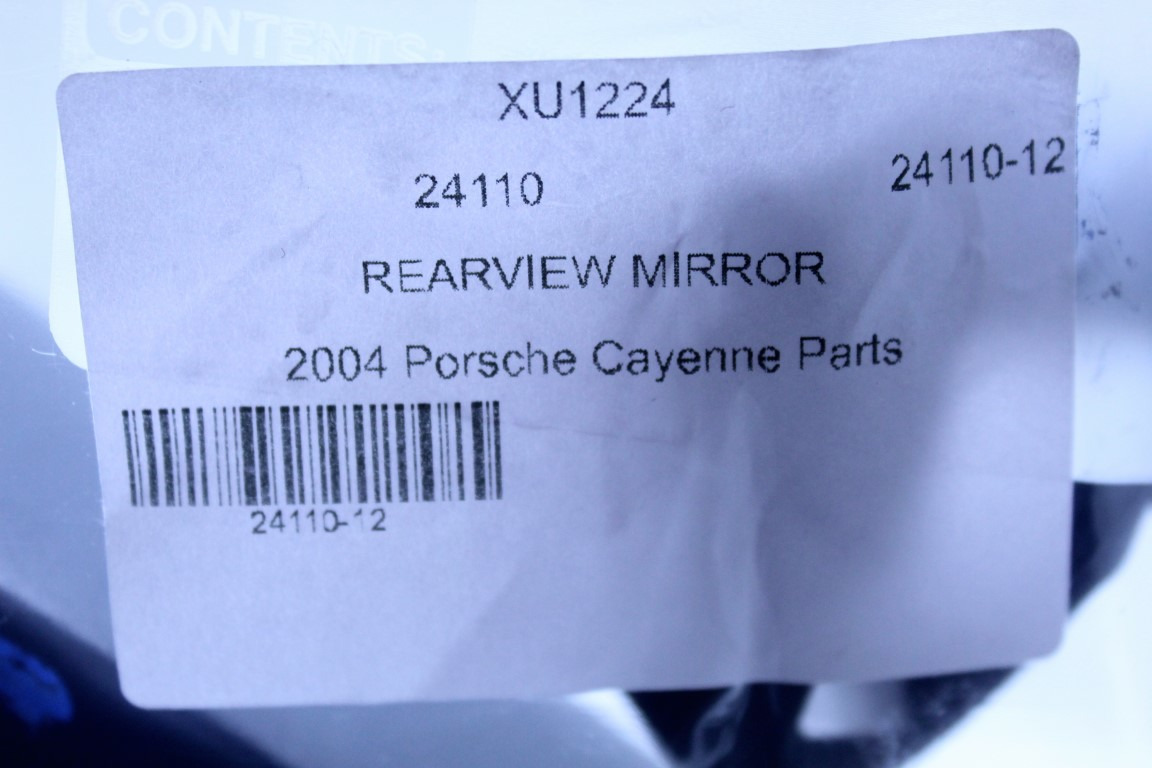 CONTENTS:
XU1224
24110
24110-12
REARVIEW MIRROR
2004 Porsche Cayenne Parts
24110-12